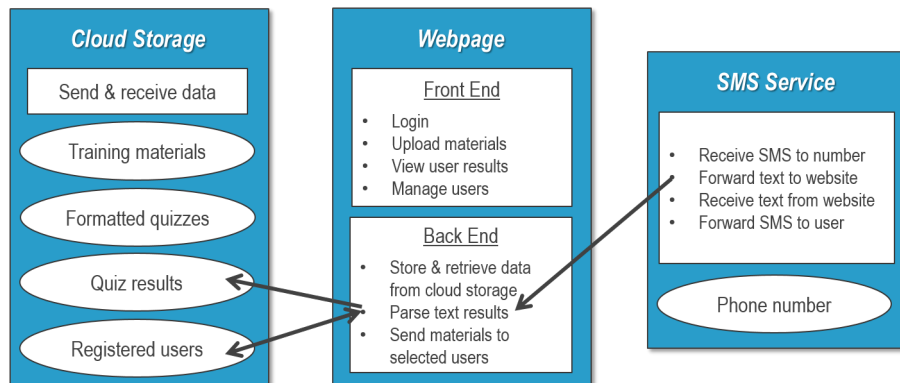 Cloud Storage
Send & receive data
Training materials
Formatted quizzes
Quiz results
Registered users
Webpage
Front End
• Login
• Upload materials
• View user results
• Manage users
Back End
• Store & retrieve data
from cloud storage
• Parse text results
• Send materials to
selected users
SMS Service
• Receive SMS to number
• Forward text to website
• Receive text from website
• Forward SMS to user
Phone number